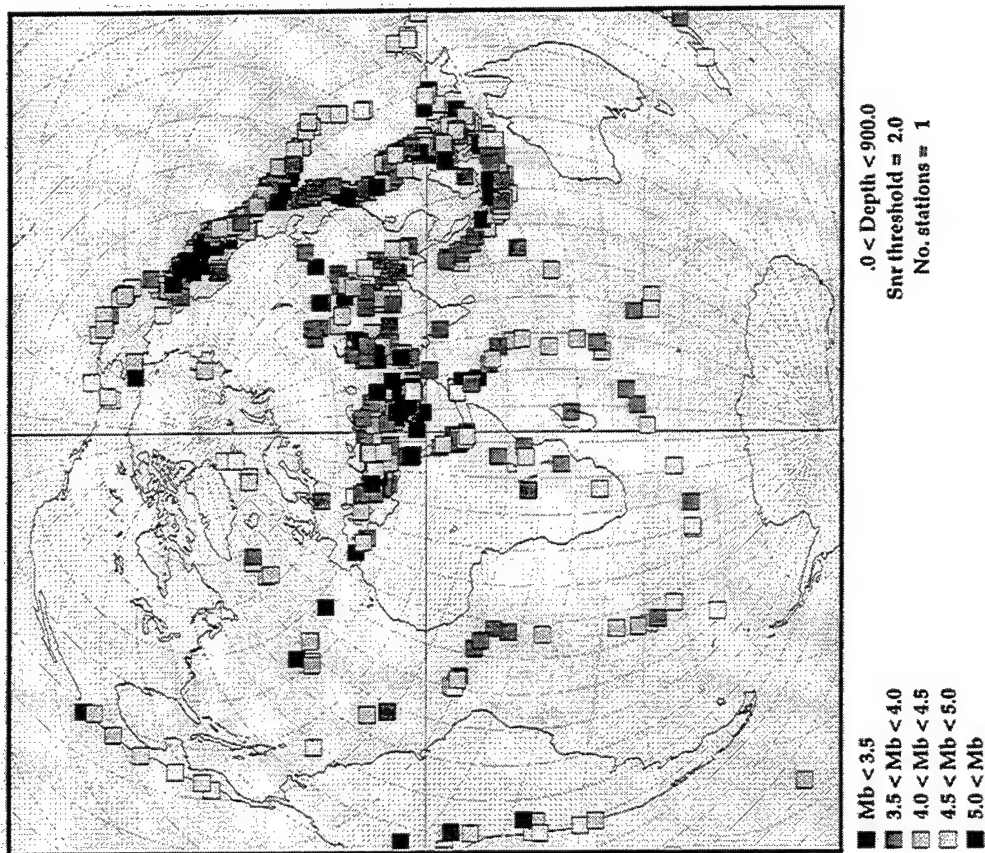 Mb < 3.5
3.5 < Mb < 4.0
4.0 < Mb < 4.5
4.5 < Mb < 5.0
5.0 < Mb
.0 < Depth < 900.0
Snr threshold = 2.0
No. stations = 1